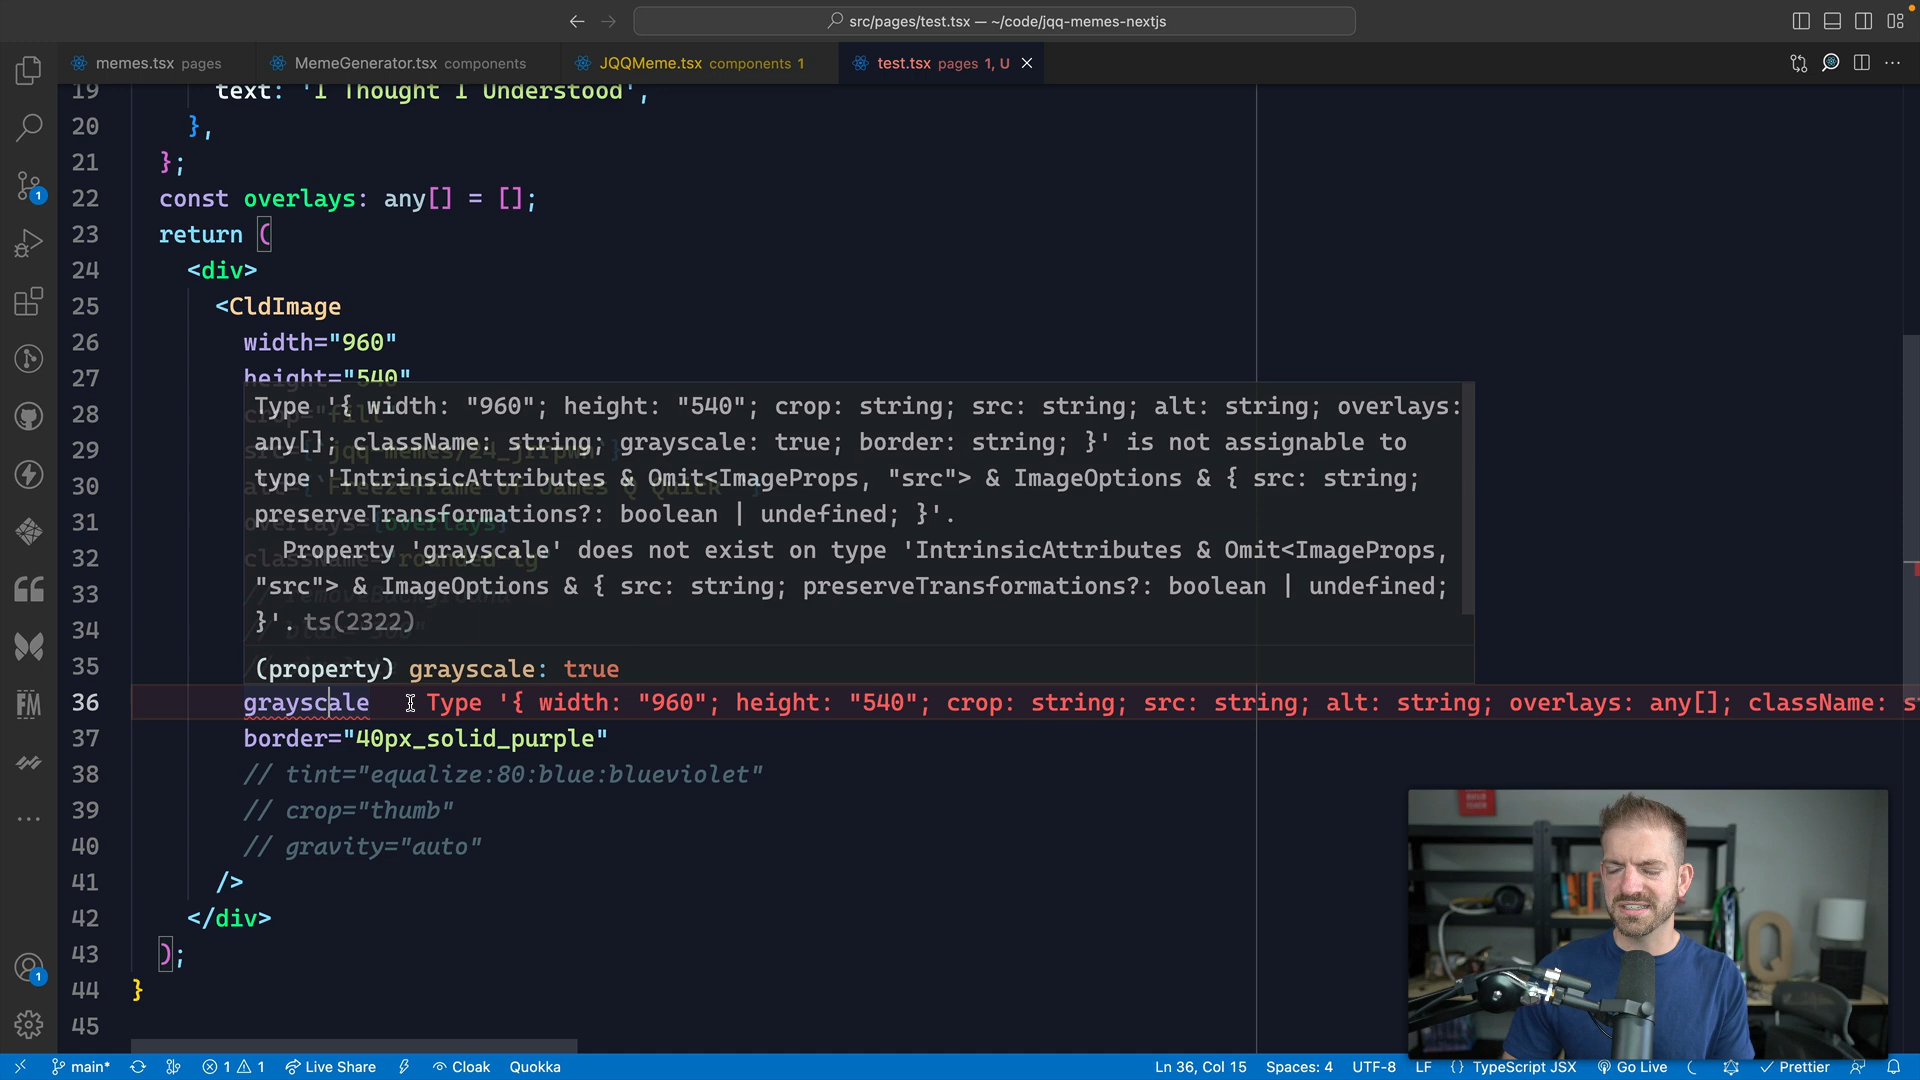 src/pages/test.tsx — ~/code/jqq-memes-nextjs
memes.tsx pages
MemeGenerator.tsx components
JQQMeme.tsx components 1
test.tsx pages 1, U
19 text: 'I Thought I Understood',
20 },
21 };
22 const overlays: any[] = [];
23 return (
24 <div>
25 <CldImage
26 width="960"
27 height="540"
28
Type '{ width: "960"; height: "540"; crop: string; src: string; alt: string; overlays:
29
any[]; className: string; grayscale: true; border: string; }' is not assignable to
30
type 'IntrinsicAttributes & Omit<ImageProps, "src"> & ImageOptions & { src: string;
31
preserveTransformations?: boolean | undefined; }'.
32
Property 'grayscale' does not exist on type 'IntrinsicAttributes & Omit<ImageProps,
33
"src"> & ImageOptions & { src: string; preserveTransformations?: boolean | undefined;
34
}'. ts(2322)
35
(property) grayscale: true
36 grayscale Type '{ width: "960"; height: "540"; crop: string; src: string; alt: string; overlays: any[]; className: s
37 border="40px_solid_purple"
38 // tint="equalize:80:blue:blueviolet"
39 // crop="thumb"
40 // gravity="auto"
41 />
42 </div>
43 );
44 }
45
1
1
FM
main*
1
1
Live Share
Cloak
Quokka
Ln 36, Col 15
Spaces: 4
UTF-8
LF
{} TypeScript JSX
Go Live
Prettier